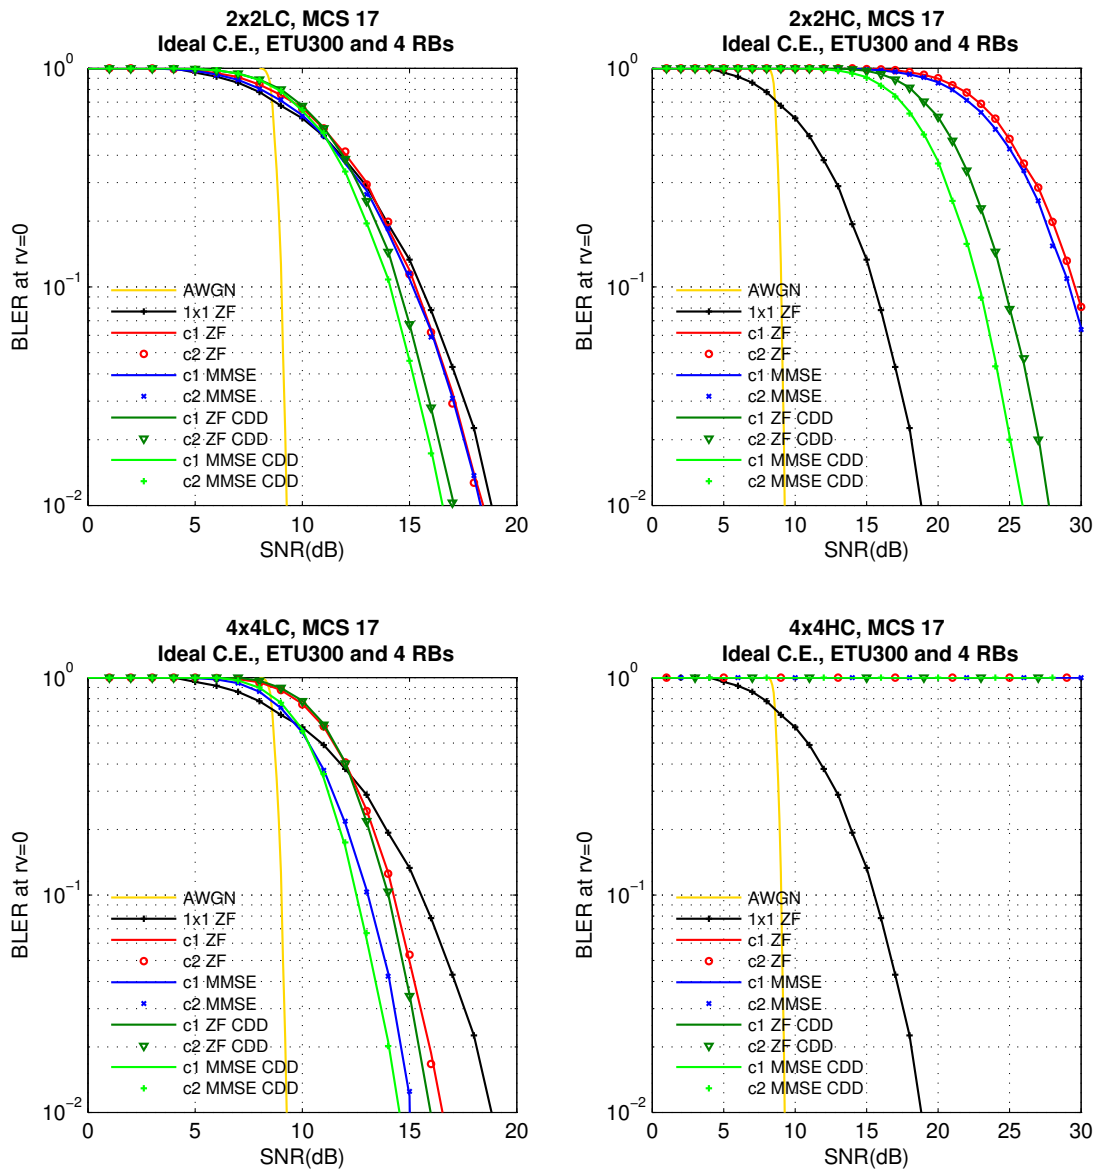 2x2LC, MCS 17
Ideal C.E., ETU300 and 4 RBs
10^0
10^-1
10^-2
BLER at rv=0
AWGN
1x1 ZF
c1 ZF
c2 ZF
c1 MMSE
c2 MMSE
c1 ZF CDD
c2 ZF CDD
c1 MMSE CDD
c2 MMSE CDD
0 5 10 15 20
SNR(dB)
2x2HC, MCS 17
Ideal C.E., ETU300 and 4 RBs
10^0
10^-1
10^-2
BLER at rv=0
AWGN
1x1 ZF
c1 ZF
c2 ZF
c1 MMSE
c2 MMSE
c1 ZF CDD
c2 ZF CDD
c1 MMSE CDD
c2 MMSE CDD
0 5 10 15 20 25 30
SNR(dB)
4x4LC, MCS 17
Ideal C.E., ETU300 and 4 RBs
10^0
10^-1
10^-2
BLER at rv=0
AWGN
1x1 ZF
c1 ZF
c2 ZF
c1 MMSE
c2 MMSE
c1 ZF CDD
c2 ZF CDD
c1 MMSE CDD
c2 MMSE CDD
0 5 10 15 20
SNR(dB)
4x4HC, MCS 17
Ideal C.E., ETU300 and 4 RBs
10^0
10^-1
10^-2
BLER at rv=0
AWGN
1x1 ZF
c1 ZF
c2 ZF
c1 MMSE
c2 MMSE
c1 ZF CDD
c2 ZF CDD
c1 MMSE CDD
c2 MMSE CDD
0 5 10 15 20 25 30
SNR(dB)